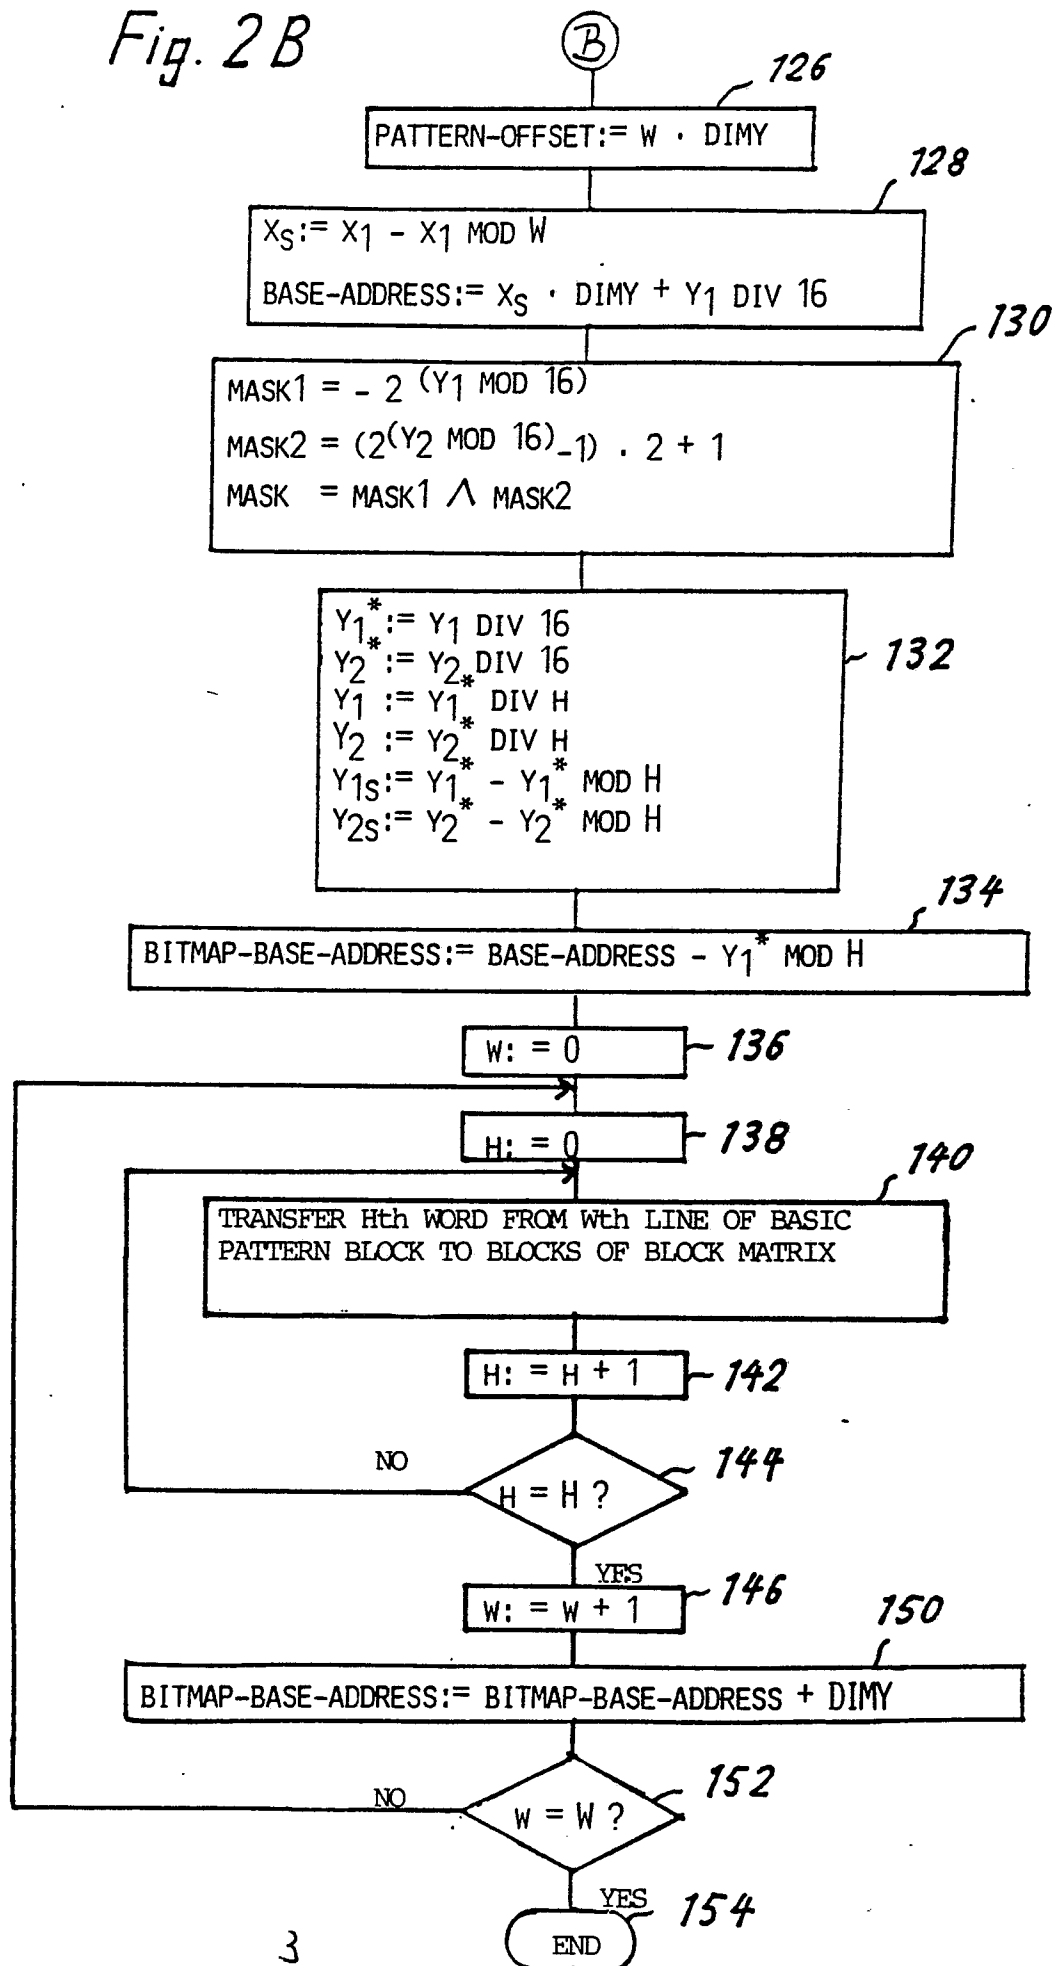 Fig. 2B
B
126
PATTERN-OFFSET:= W · DIMY
128
XS:= X1 - X1 MOD W
BASE-ADDRESS:= XS · DIMY + Y1 DIV 16
130
MASK1 = - 2 (Y1 MOD 16)
MASK2 = (2(Y2 MOD 16)-1) . 2 + 1
MASK = MASK1 ∧ MASK2
132
Y1*:= Y1 DIV 16
Y2*:= Y2 DIV 16
Y1 := Y1* DIV H
Y2 := Y2* DIV H
Y1S:= Y1* - Y1* MOD H
Y2S:= Y2* - Y2* MOD H
134
BITMAP-BASE-ADDRESS:= BASE-ADDRESS - Y1* MOD H
W: = 0 136
H: = 0 138
140
TRANSFER Hth WORD FROM Wth LINE OF BASIC
PATTERN BLOCK TO BLOCKS OF BLOCK MATRIX
H: = H + 1 142
NO
144
H = H ?
YES
146
W: = W + 1
150
BITMAP-BASE-ADDRESS:= BITMAP-BASE-ADDRESS + DIMY
NO
152
W = W ?
YES
154
END
3